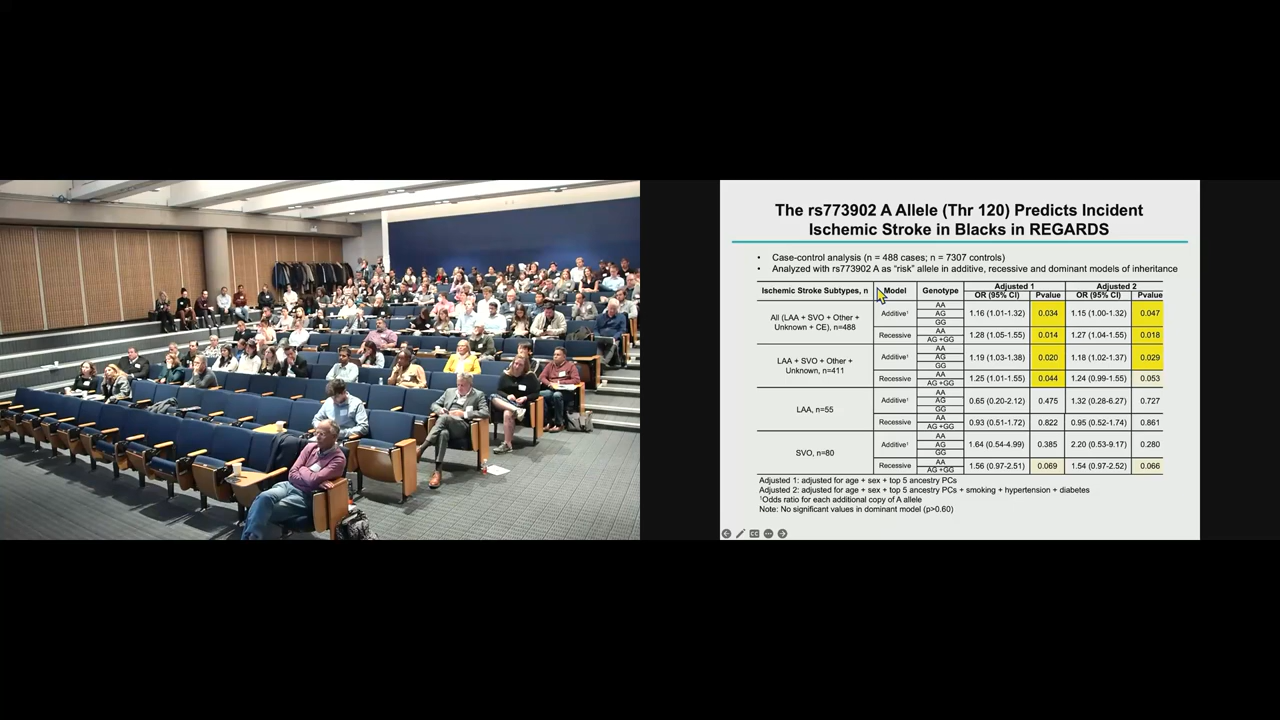 The rs773902 A Allele (Thr 120) Predicts Incident
Ischemic Stroke in Blacks in REGARDS
• Case-control analysis (n = 488 cases; n = 7307 controls)
• Analyzed with rs773902 A as “risk” allele in additive, recessive and dominant models of inheritance
Ischemic Stroke Subtypes, n Model Genotype Adjusted 1 Adjusted 2
OR (95% CI) Pvalue OR (95% CI) Pvalue
All (LAA + SVO + Other + Unknown + CE), n=488
Additive¹ AA AG GG 1.16 (1.01-1.32) 0.034 1.15 (1.00-1.32) 0.047
Recessive AA AG +GG 1.28 (1.05-1.55) 0.014 1.27 (1.04-1.55) 0.018
LAA + SVO + Other + Unknown, n=411
Additive¹ AA AG GG 1.19 (1.03-1.38) 0.020 1.18 (1.02-1.37) 0.029
Recessive AA AG +GG 1.25 (1.01-1.55) 0.044 1.24 (0.99-1.55) 0.053
LAA, n=55
Additive¹ AA AG GG 0.65 (0.20-2.12) 0.475 1.32 (0.28-6.27) 0.727
Recessive AA AG +GG 0.93 (0.51-1.72) 0.822 0.95 (0.52-1.74) 0.861
SVO, n=80
Additive¹ AA AG GG 1.64 (0.54-4.99) 0.385 2.20 (0.53-9.17) 0.280
Recessive AA AG +GG 1.56 (0.97-2.51) 0.069 1.54 (0.97-2.52) 0.066
Adjusted 1: adjusted for age + sex + top 5 ancestry PCs
Adjusted 2: adjusted for age + sex + top 5 ancestry PCs + smoking + hypertension + diabetes
¹Odds ratio for each additional copy of A allele
Note: No significant values in dominant model (p>0.60)